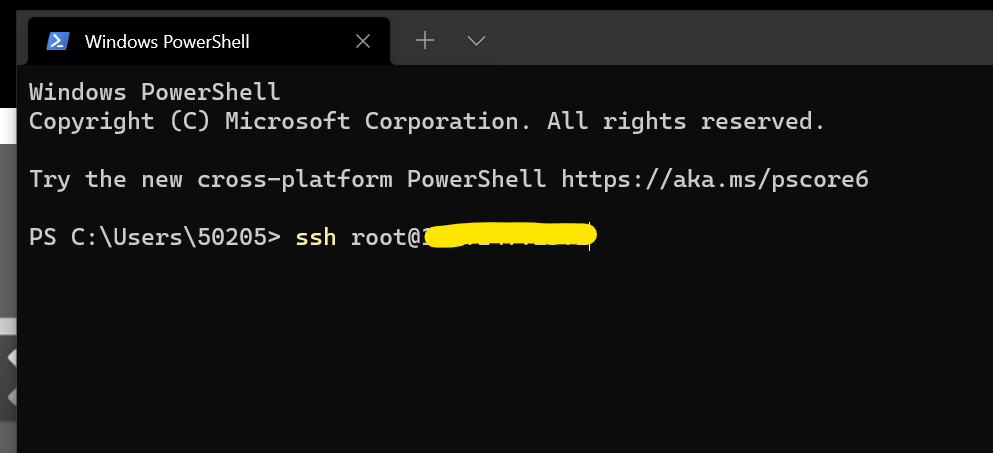 Windows PowerShell
Windows PowerShell
Copyright (C) Microsoft Corporation. All rights reserved.
Try the new cross-platform PowerShell https://aka.ms/pscore6
PS C:\Users\50205> ssh root@